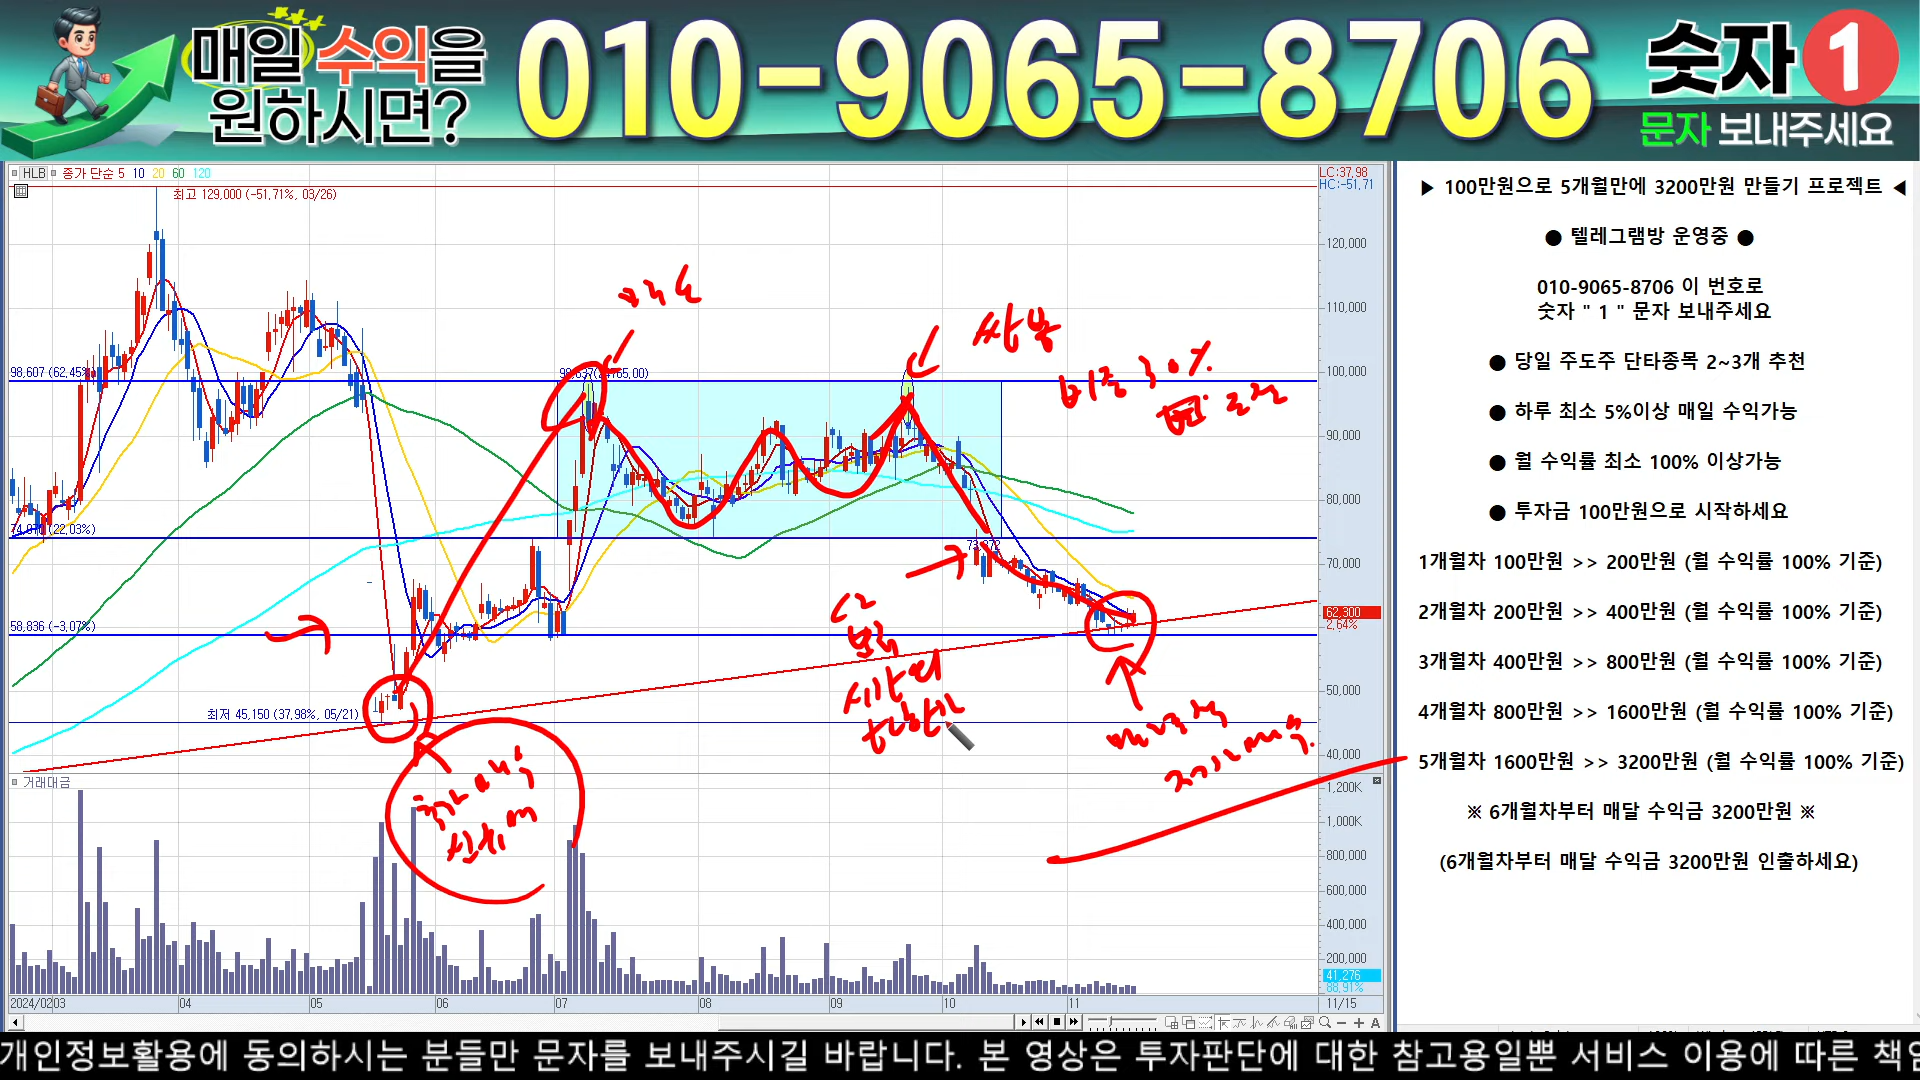 매일 수익을
원하시면?
010-9065-8706
숫자 1
문자 보내주세요
HLB 종가 단순 5 10 20 60 120
최고 129,000 (-51,71%, 03/26)
LC:37,98
HC:-51,71
120,000
110,000
100,000
90,000
80,000
70,000
62,300
2,64%
50,000
40,000
98,607 (62,45%)
58,836 (-3,07%)
최저 45,150 (37,98%, 05/21)
쌍봉
비중 30%
거래대금
1,200K
1,000K
800,000
600,000
400,000
200,000
41,276
88,91%
2024/02 03 04 05 06 07 08 09 10 11 11/15
▶ 100만원으로 5개월만에 3200만원 만들기 프로젝트 ◀
● 텔레그램방 운영중 ●
010-9065-8706 이 번호로
숫자 " 1 " 문자 보내주세요
● 당일 주도주 단타종목 2~3개 추천
● 하루 최소 5%이상 매일 수익가능
● 월 수익률 최소 100% 이상가능
● 투자금 100만원으로 시작하세요
1개월차 100만원 >> 200만원 (월 수익률 100% 기준)
2개월차 200만원 >> 400만원 (월 수익률 100% 기준)
3개월차 400만원 >> 800만원 (월 수익률 100% 기준)
4개월차 800만원 >> 1600만원 (월 수익률 100% 기준)
5개월차 1600만원 >> 3200만원 (월 수익률 100% 기준)
※ 6개월차부터 매달 수익금 3200만원 ※
(6개월차부터 매달 수익금 3200만원 인출하세요)
개인정보활용에 동의하시는 분들만 문자를 보내주시길 바랍니다. 본 영상은 투자판단에 대한 참고용일뿐 서비스 이용에 따른 책임